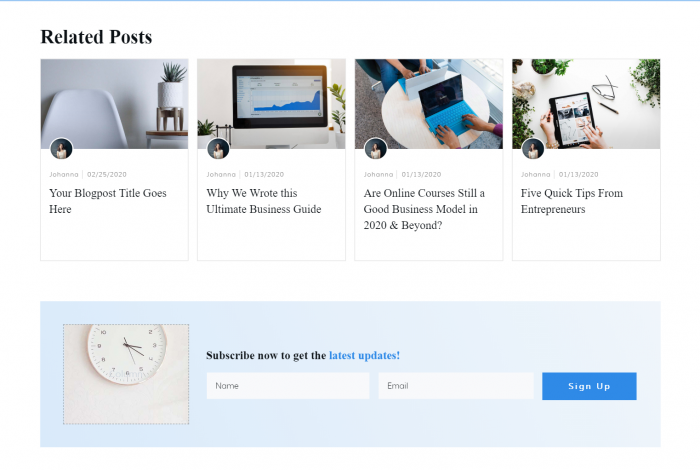 Related Posts
Johanna | 02/25/2020
Your Blogpost Title Goes
Here
Johanna | 01/13/2020
Why We Wrote this
Ultimate Business Guide
Johanna | 01/13/2020
Are Online Courses Still a
Good Business Model in
2020 & Beyond?
Johanna | 01/13/2020
Five Quick Tips From
Entrepreneurs
Subscribe now to get the latest updates!
Name
Email
Sign Up